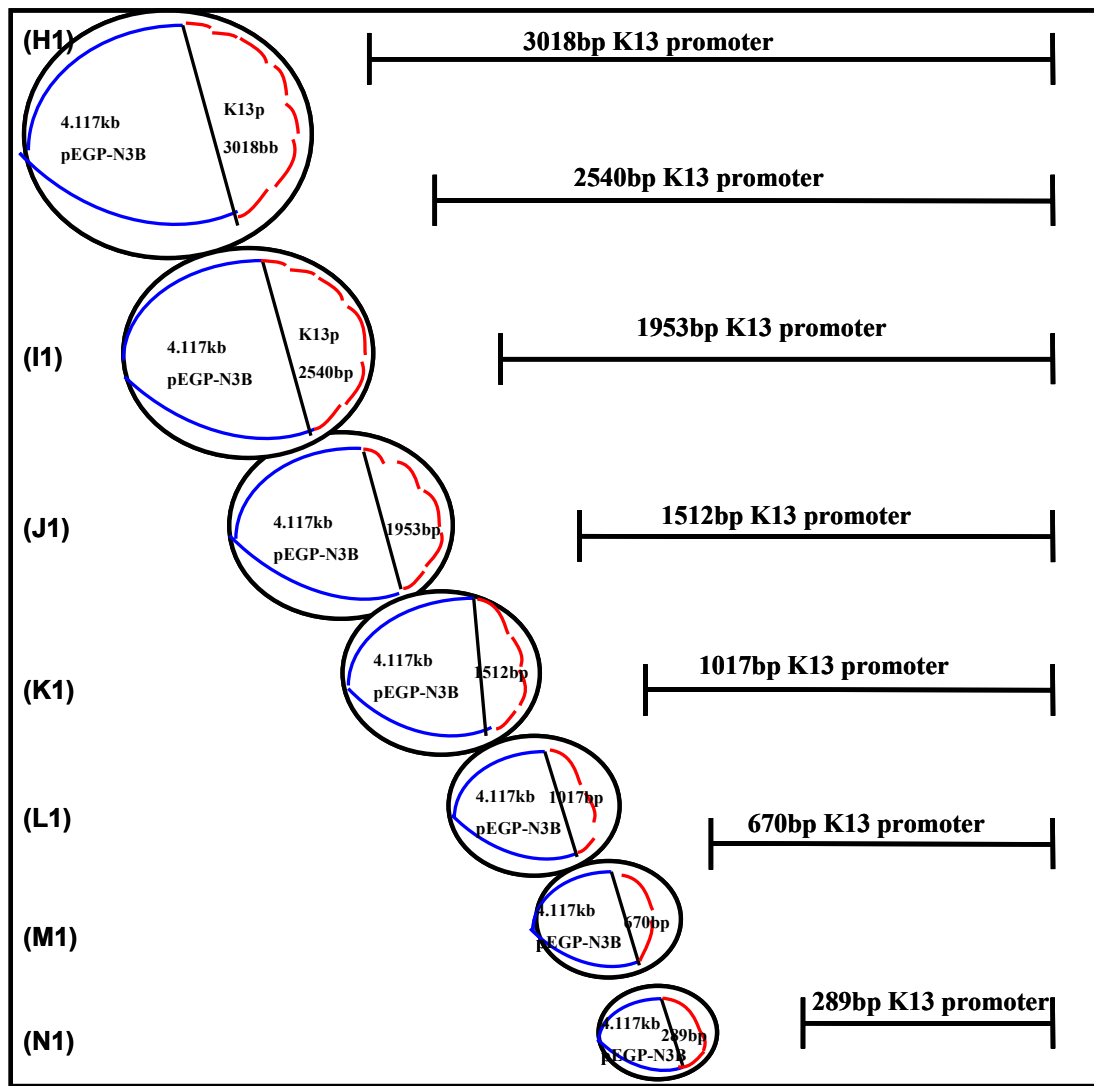 (H1)
3018bp K13 promoter
4.117kb
pEGP-N3B
K13p
3018bb
2540bp K13 promoter
(I1)
4.117kb
pEGP-N3B
K13p
2540bp
1953bp K13 promoter
(J1)
4.117kb
pEGP-N3B
1953bp
1512bp K13 promoter
(K1)
4.117kb
pEGP-N3B
1512bp
1017bp K13 promoter
(L1)
4.117kb
pEGP-N3B
1017bp
670bp K13 promoter
(M1)
4.117kb
pEGP-N3B
670bp
289bp K13 promoter
(N1)
4.117kb
pEGP-N3B
289bp